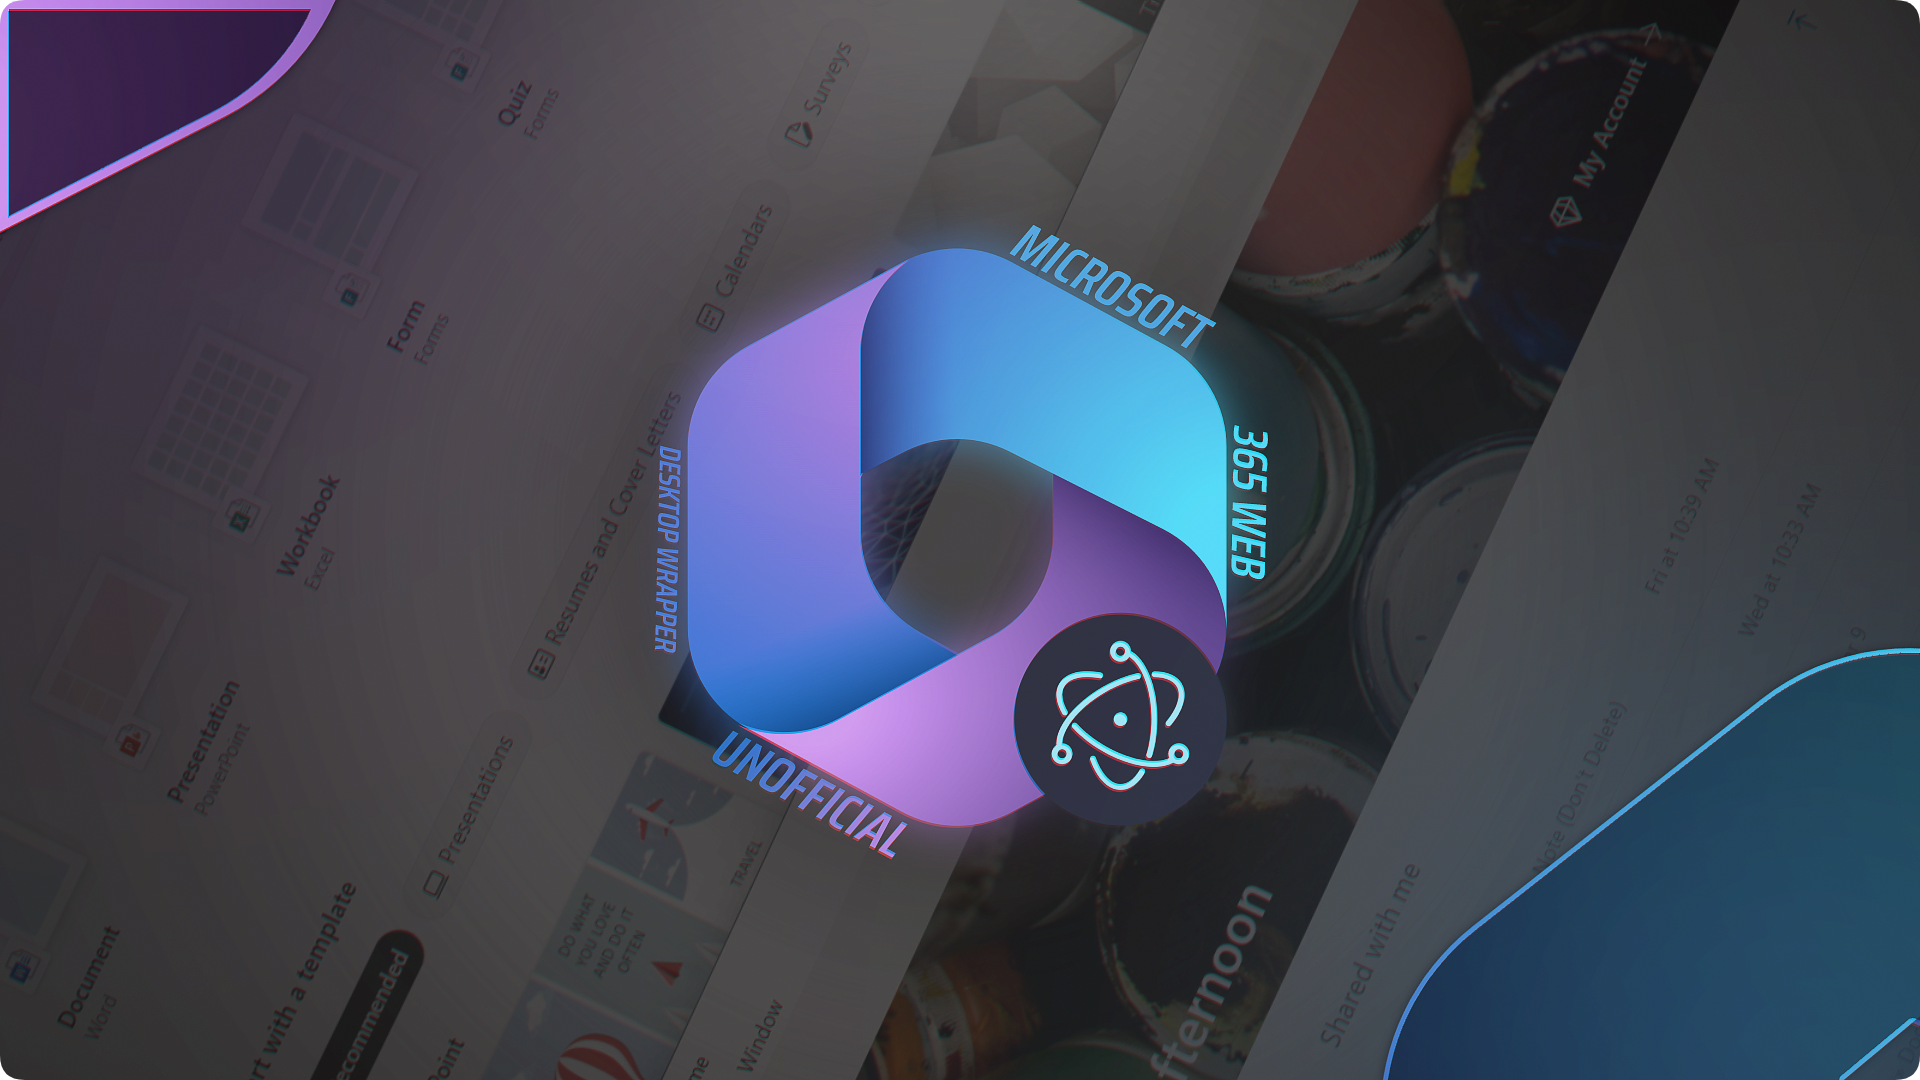 MICROSOFT
365 WEB
UNOFFICIAL
DESKTOP WRAPPER
Quiz
Forms
Form
Forms
Workbook
Excel
Presentation
PowerPoint
Document
Word
Surveys
Calendars
Resumes and Cover Letters
Presentations
ecommended
rt with a template
Point
TRAVEL
DO WHAT
YOU LOVE
AND DO IT
OFTEN
me
Window
fternoon
My Account
Shared with me
Note (Don't Delete)
Fri at 10:39 AM
Wed at 10:33 AM
9